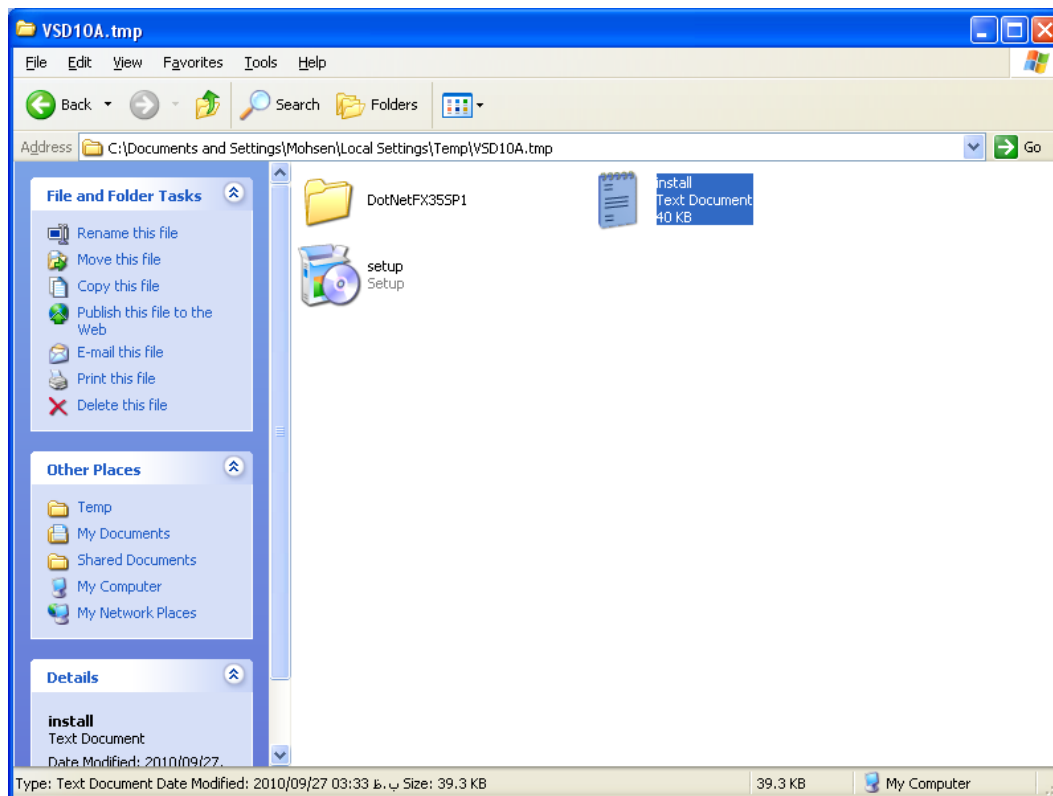 VSD10A.tmp
File Edit View Favorites Tools Help
Back Search Folders
Address C:\Documents and Settings\Mohsen\Local Settings\Temp\VSD10A.tmp Go
File and Folder Tasks
Rename this file
Move this file
Copy this file
Publish this file to the
Web
E-mail this file
Print this file
Delete this file
Other Places
Temp
My Documents
Shared Documents
My Computer
My Network Places
Details
install
Text Document
Date Modified: 2010/09/27,
DotNetFX35SP1
install
Text Document
40 KB
setup
Setup
Type: Text Document Date Modified: 2010/09/27 03:33 ب.ظ Size: 39.3 KB
39.3 KB
My Computer